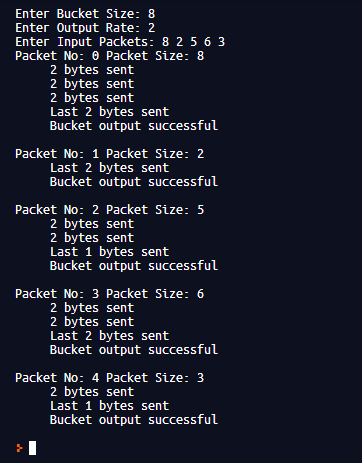 Enter Bucket Size: 8
Enter Output Rate: 2
Enter Input Packets: 8 2 5 6 3
Packet No: 0 Packet Size: 8
2 bytes sent
2 bytes sent
2 bytes sent
Last 2 bytes sent
Bucket output successful
Packet No: 1 Packet Size: 2
Last 2 bytes sent
Bucket output successful
Packet No: 2 Packet Size: 5
2 bytes sent
2 bytes sent
Last 1 bytes sent
Bucket output successful
Packet No: 3 Packet Size: 6
2 bytes sent
2 bytes sent
Last 2 bytes sent
Bucket output successful
Packet No: 4 Packet Size: 3
2 bytes sent
Last 1 bytes sent
Bucket output successful
>